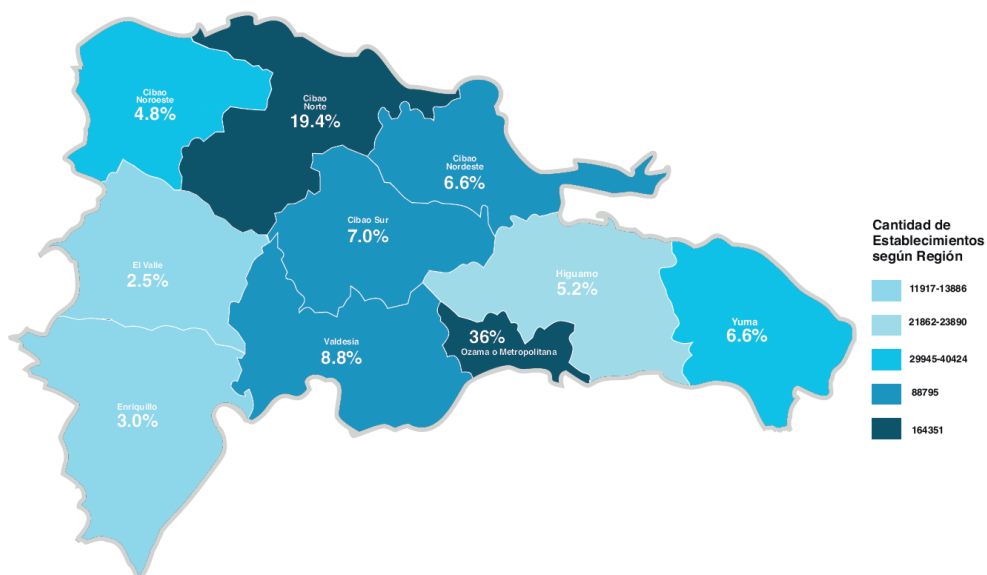 Cibao
Noroeste
4.8%
Cibao
Norte
19.4%
Cibao
Nordeste
6.6%
Cibao Sur
7.0%
El Valle
2.5%
Higuamo
5.2%
Yuma
6.6%
Valdesia
8.8%
36%
Ozama o Metropolitana
Enriquillo
3.0%
Cantidad de
Establecimientos
según Región
11917-13886
21862-23890
29945-40424
88795
164351